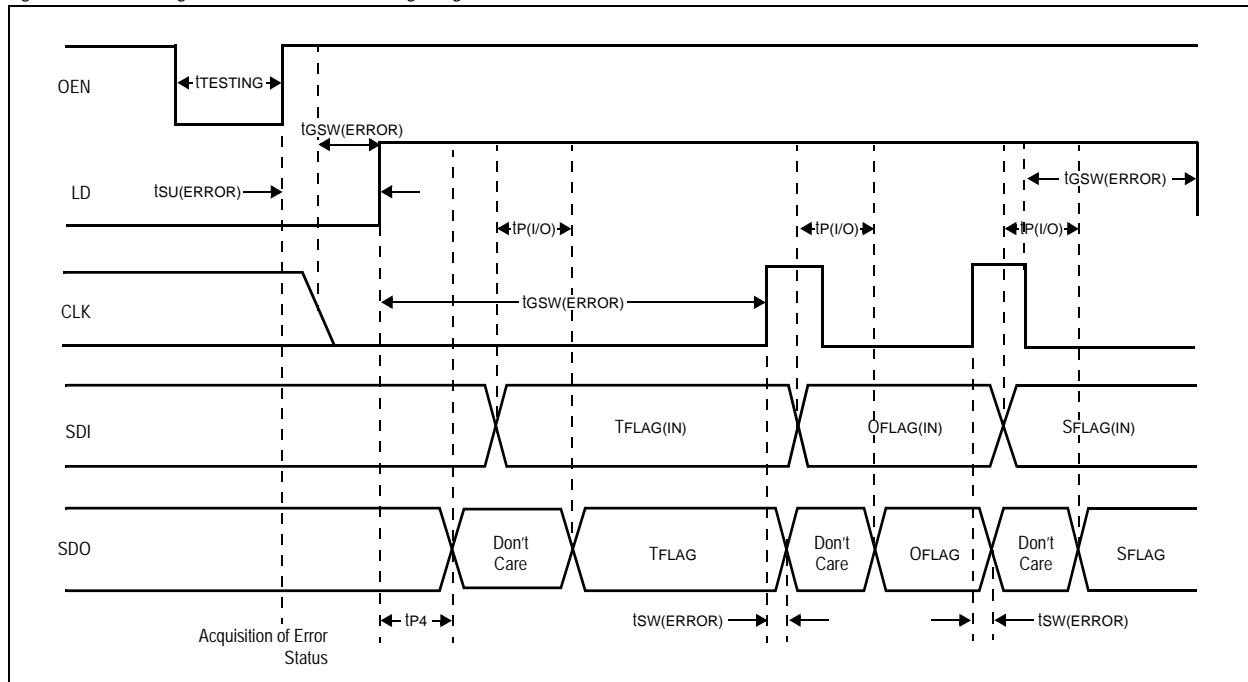 OEN
tTESTING
tGSW(ERROR)
LD
tSU(ERROR)
tGSW(ERROR)
tP(I/O)
tP(I/O)
tP(I/O)
CLK
tGSW(ERROR)
SDI
TFLAG(IN)
OFLAG(IN)
SFLAG(IN)
SDO
Don't
Care
TFLAG
Don't
Care
OFLAG
Don't
Care
SFLAG
tP4
tSW(ERROR)
tSW(ERROR)
Acquisition of Error
Status